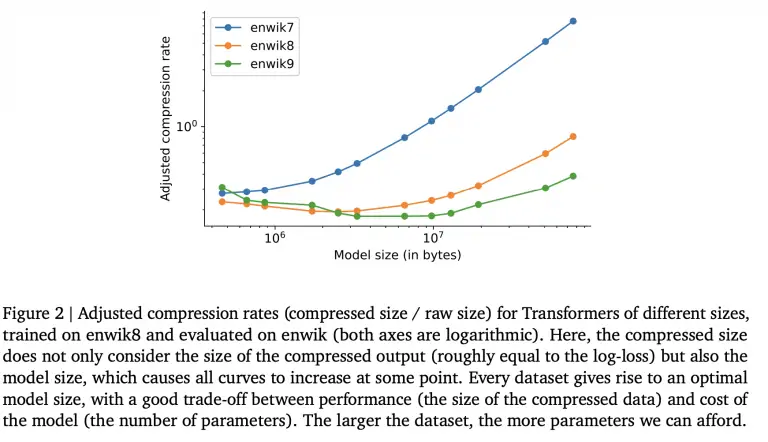 enwik7
enwik8
enwik9
Adjusted compression rate
10⁰
10⁶
10⁷
Model size (in bytes)
Figure 2 | Adjusted compression rates (compressed size / raw size) for Transformers of different sizes,
trained on enwik8 and evaluated on enwik (both axes are logarithmic). Here, the compressed size
does not only consider the size of the compressed output (roughly equal to the log-loss) but also the
model size, which causes all curves to increase at some point. Every dataset gives rise to an optimal
model size, with a good trade-off between performance (the size of the compressed data) and cost of
the model (the number of parameters). The larger the dataset, the more parameters we can afford.